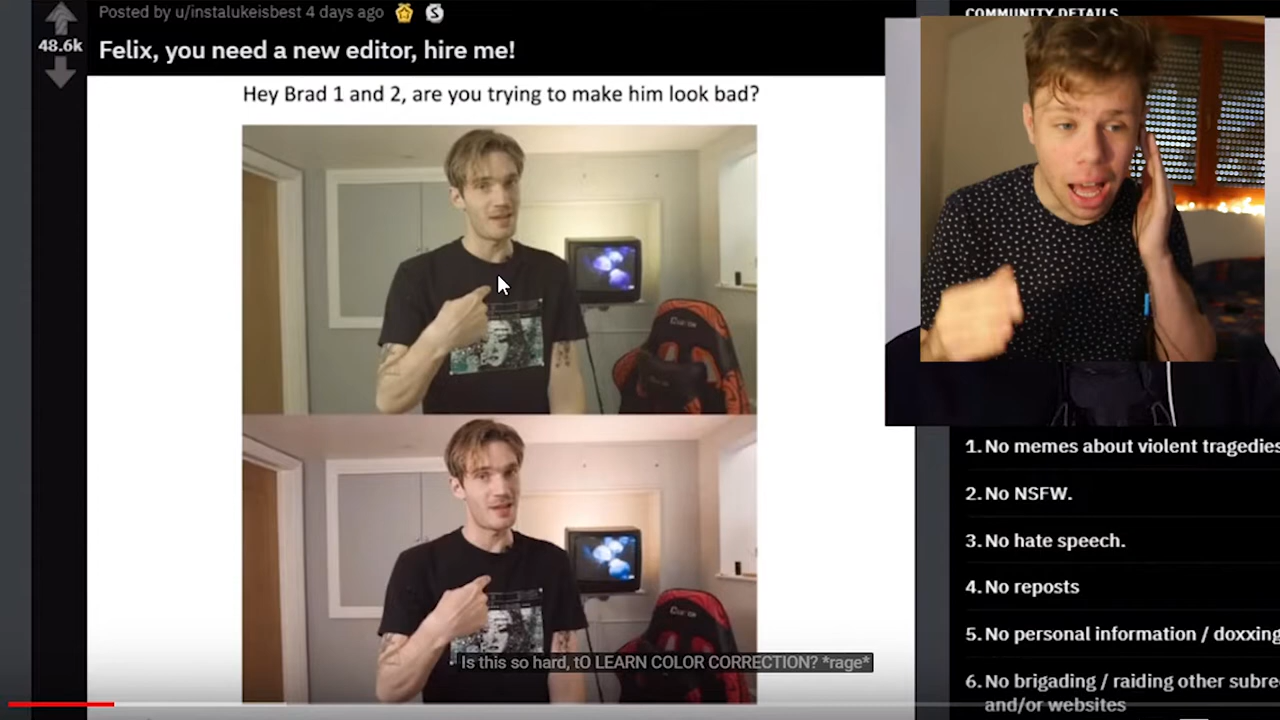 Posted by u/instalukeisbest 4 days ago
COMMUNITY DETAILS
48.6k
Felix, you need a new editor, hire me!
Hey Brad 1 and 2, are you trying to make him look bad?
1. No memes about violent tragedies
2. No NSFW.
3. No hate speech.
4. No reposts
5. No personal information / doxxing
Is this so hard, tO LEARN COLOR CORRECTION? *rage*
6. No brigading / raiding other subre
and/or websites